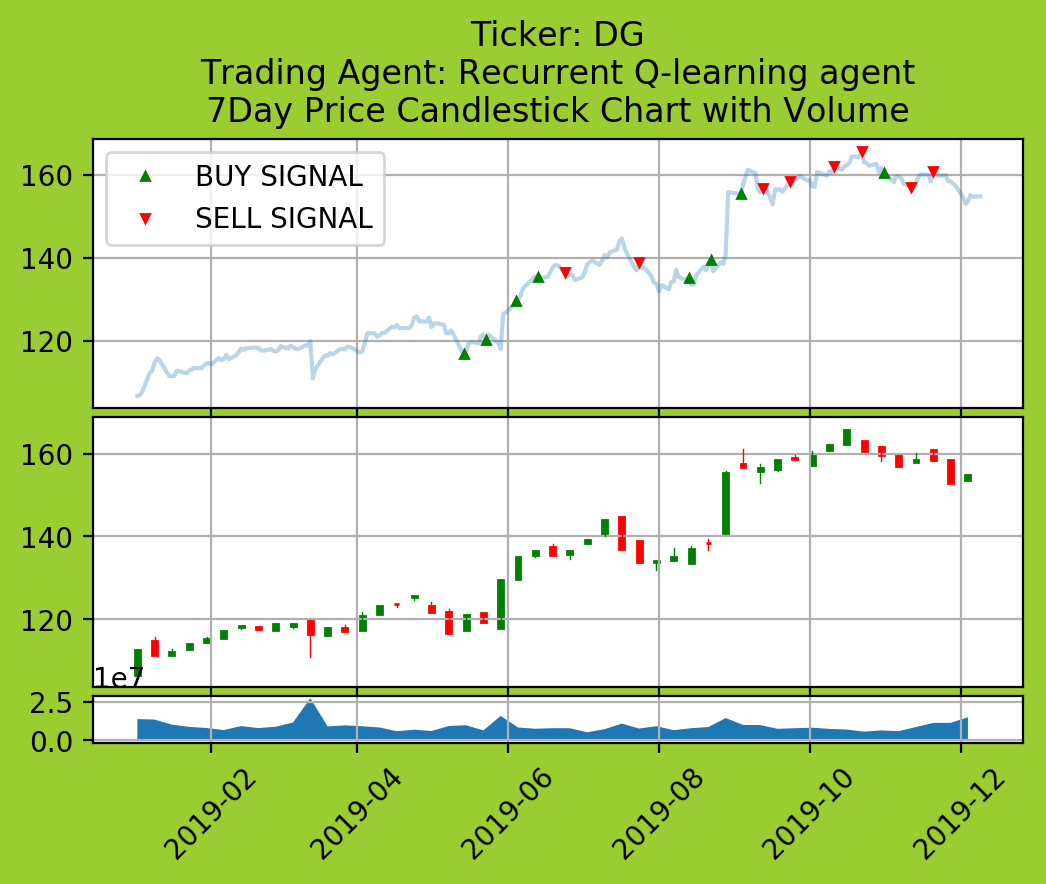 Ticker: DG
Trading Agent: Recurrent Q-learning agent
7Day Price Candlestick Chart with Volume
BUY SIGNAL
SELL SIGNAL
160
140
120
160
140
120
1e7
2.5
0.0
2019-02
2019-04
2019-06
2019-08
2019-10
2019-12